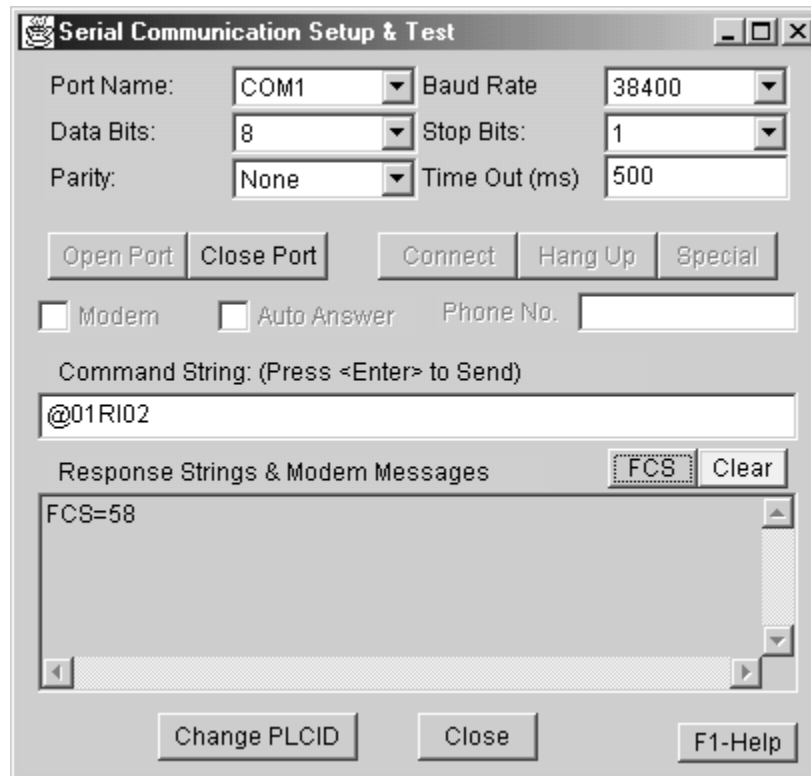 Serial Communication Setup & Test
Port Name: COM1 Baud Rate 38400
Data Bits: 8 Stop Bits: 1
Parity: None Time Out (ms) 500
Open Port Close Port Connect Hang Up Special
Modem Auto Answer Phone No.
Command String: (Press <Enter> to Send)
@01RI02
Response Strings & Modem Messages FCS Clear
FCS=58
Change PLCID Close F1-Help